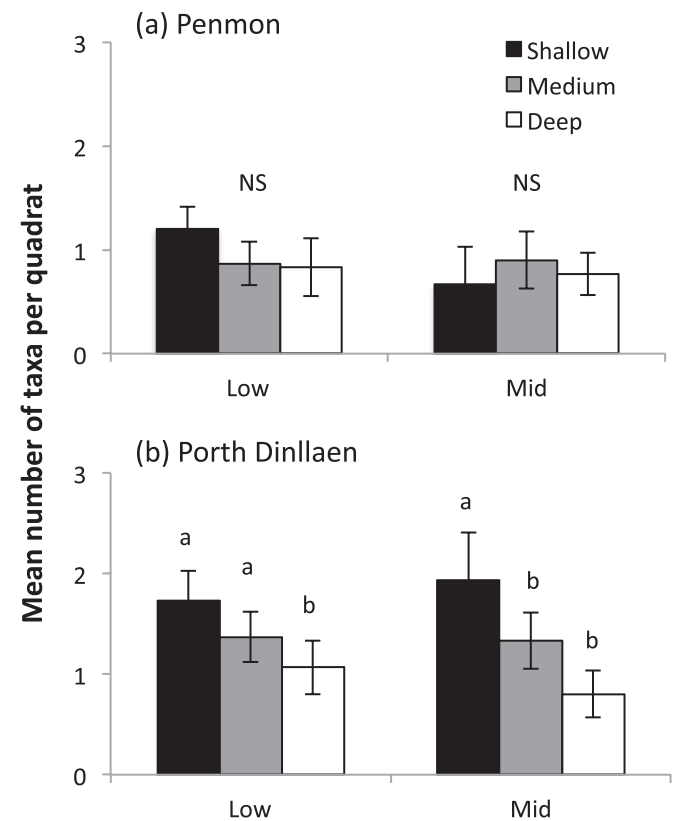 (a) Penmon
3
Shallow
Medium
Deep
2
NS
NS
1
0
Low
Mid
Mean number of taxa per quadrat
(b) Porth Dinllaen
3
a
a
a
b
2
b
b
1
0
Low
Mid